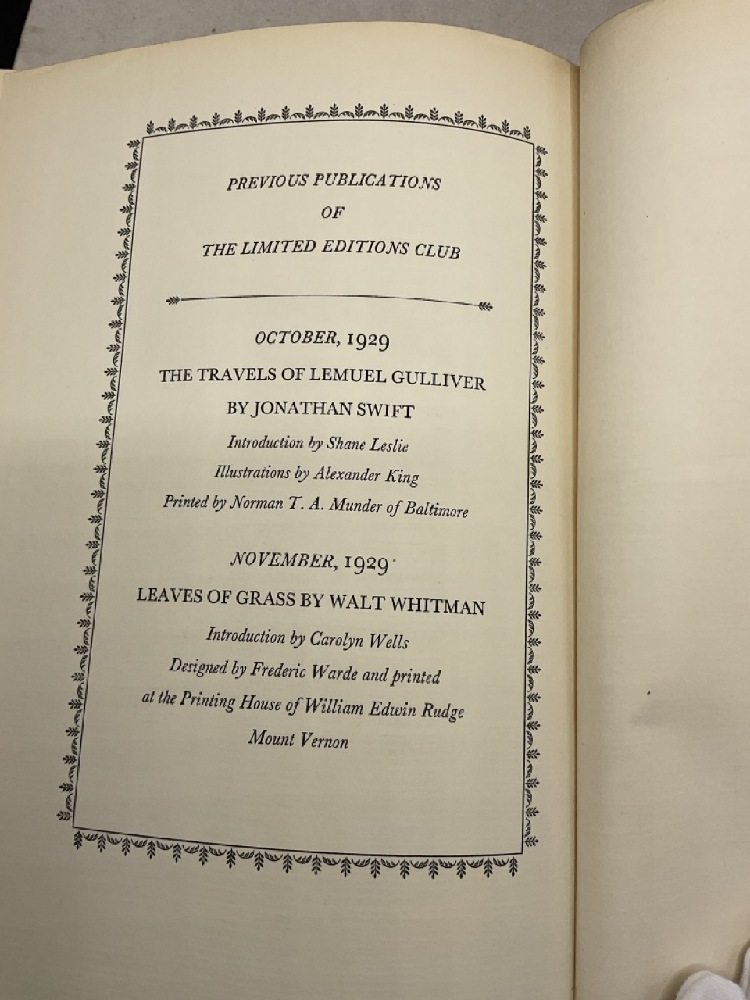 PREVIOUS PUBLICATIONS
OF
THE LIMITED EDITIONS CLUB
OCTOBER, 1929
THE TRAVELS OF LEMUEL GULLIVER
BY JONATHAN SWIFT
Introduction by Shane Leslie
Illustrations by Alexander King
Printed by Norman T. A. Munder of Baltimore
NOVEMBER, 1929
LEAVES OF GRASS BY WALT WHITMAN
Introduction by Carolyn Wells
Designed by Frederic Warde and printed
at the Printing House of William Edwin Rudge
Mount Vernon